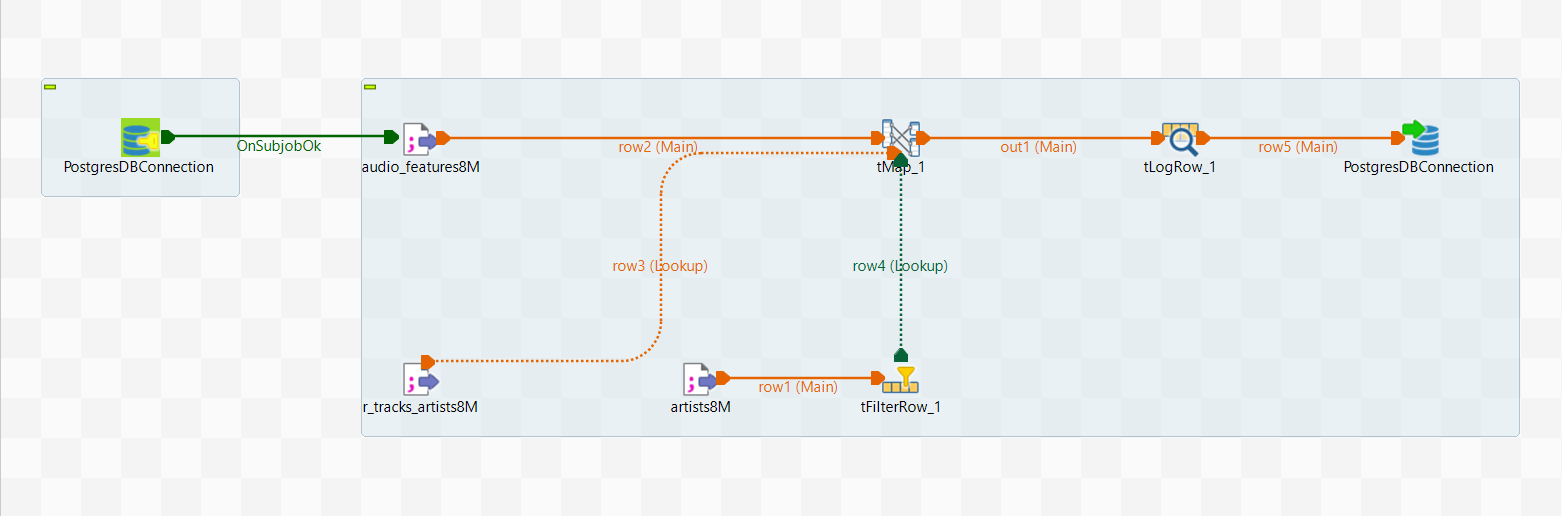 PostgresDBConnection
OnSubjobOk
audio_features8M
row2 (Main)
tMap_1
out1 (Main)
tLogRow_1
row5 (Main)
PostgresDBConnection
row3 (Lookup)
row4 (Lookup)
r_tracks_artists8M
artists8M
row1 (Main)
tFilterRow_1